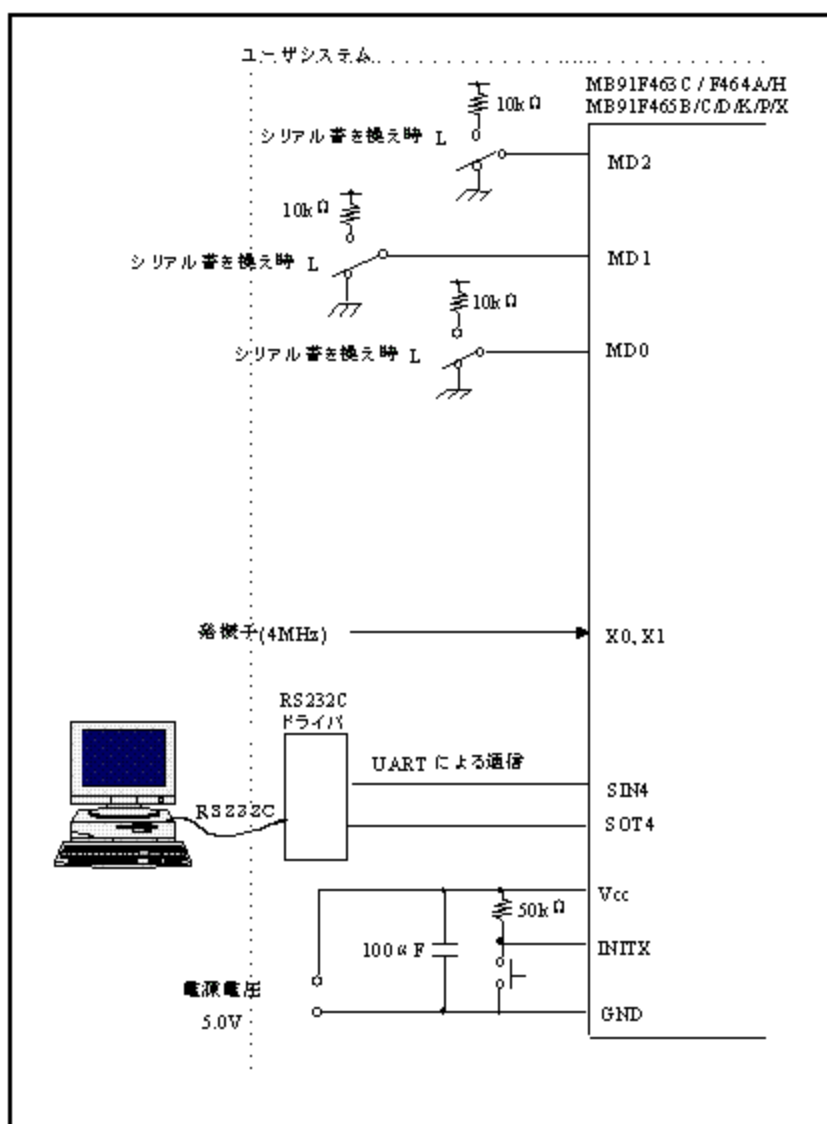 ユーザシステム
MB91F463C / F464A/H
MB91F465B/C/D/K/P/X
10kΩ
シリアル書き換え時 L
MD2
10kΩ
シリアル書き換え時 L
MD1
10kΩ
シリアル書き換え時 L
MD0
発振子(4MHz)
X0, X1
RS232C
ドライバ
UART による通信
RS232C
SIN4
SOT4
Vcc
50kΩ
100uF
INITX
電源電圧
5.0V
GND